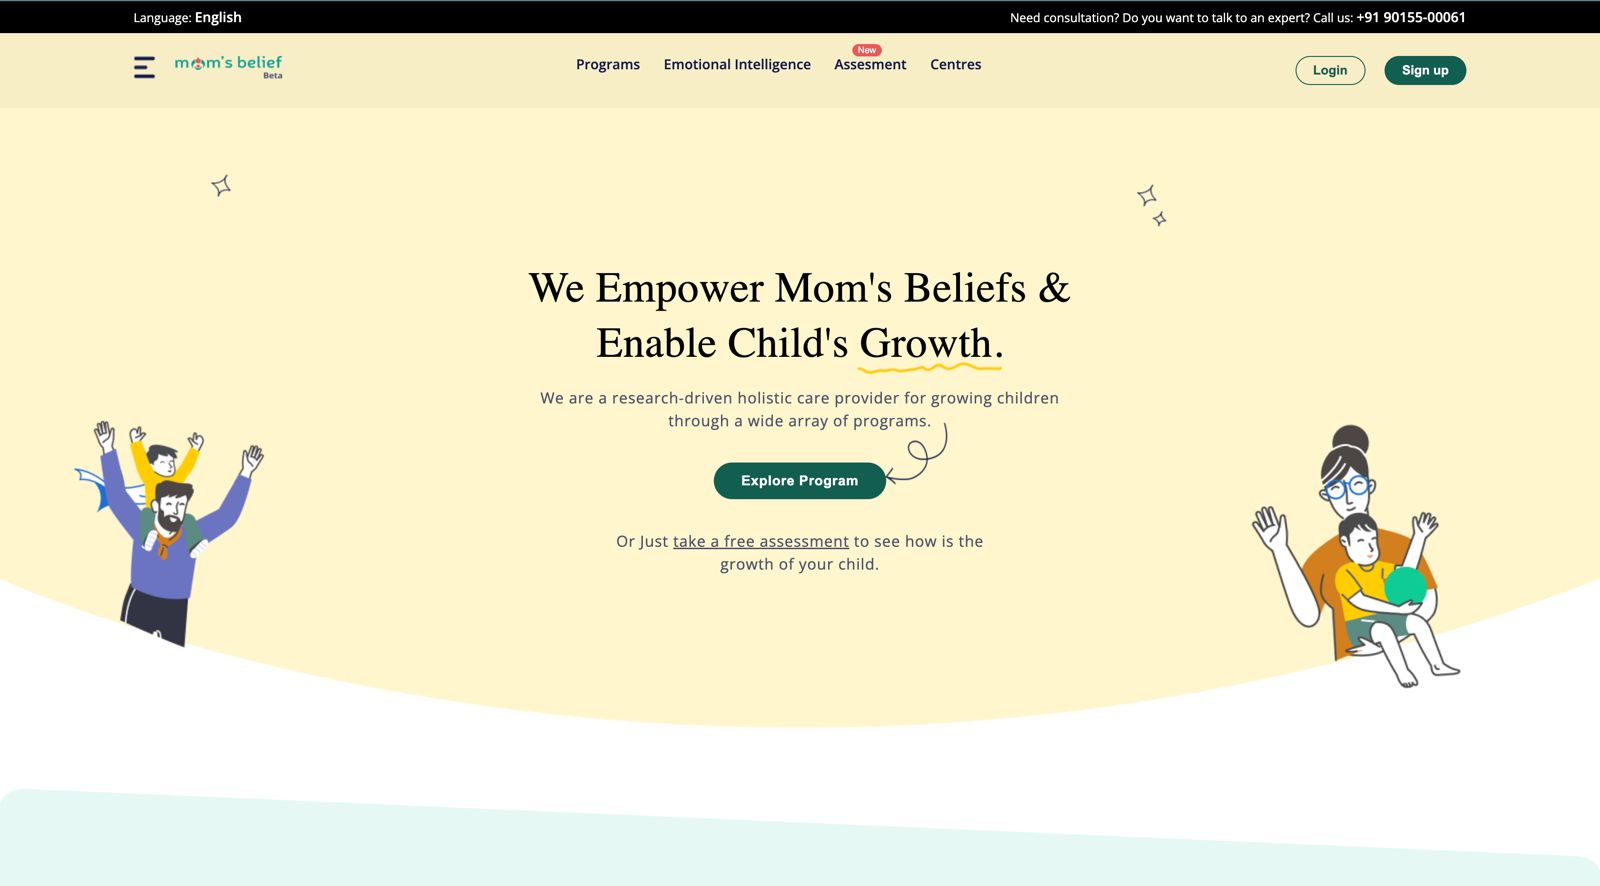 Language: English
Need consultation? Do you want to talk to an expert? Call us: +91 90155-00061
mom's belief
Beta
Programs
Emotional Intelligence
New
Assesment
Centres
Login
Sign up
We Empower Mom's Beliefs &
Enable Child's Growth.
We are a research-driven holistic care provider for growing children
through a wide array of programs.
Explore Program
Or Just take a free assessment to see how is the
growth of your child.